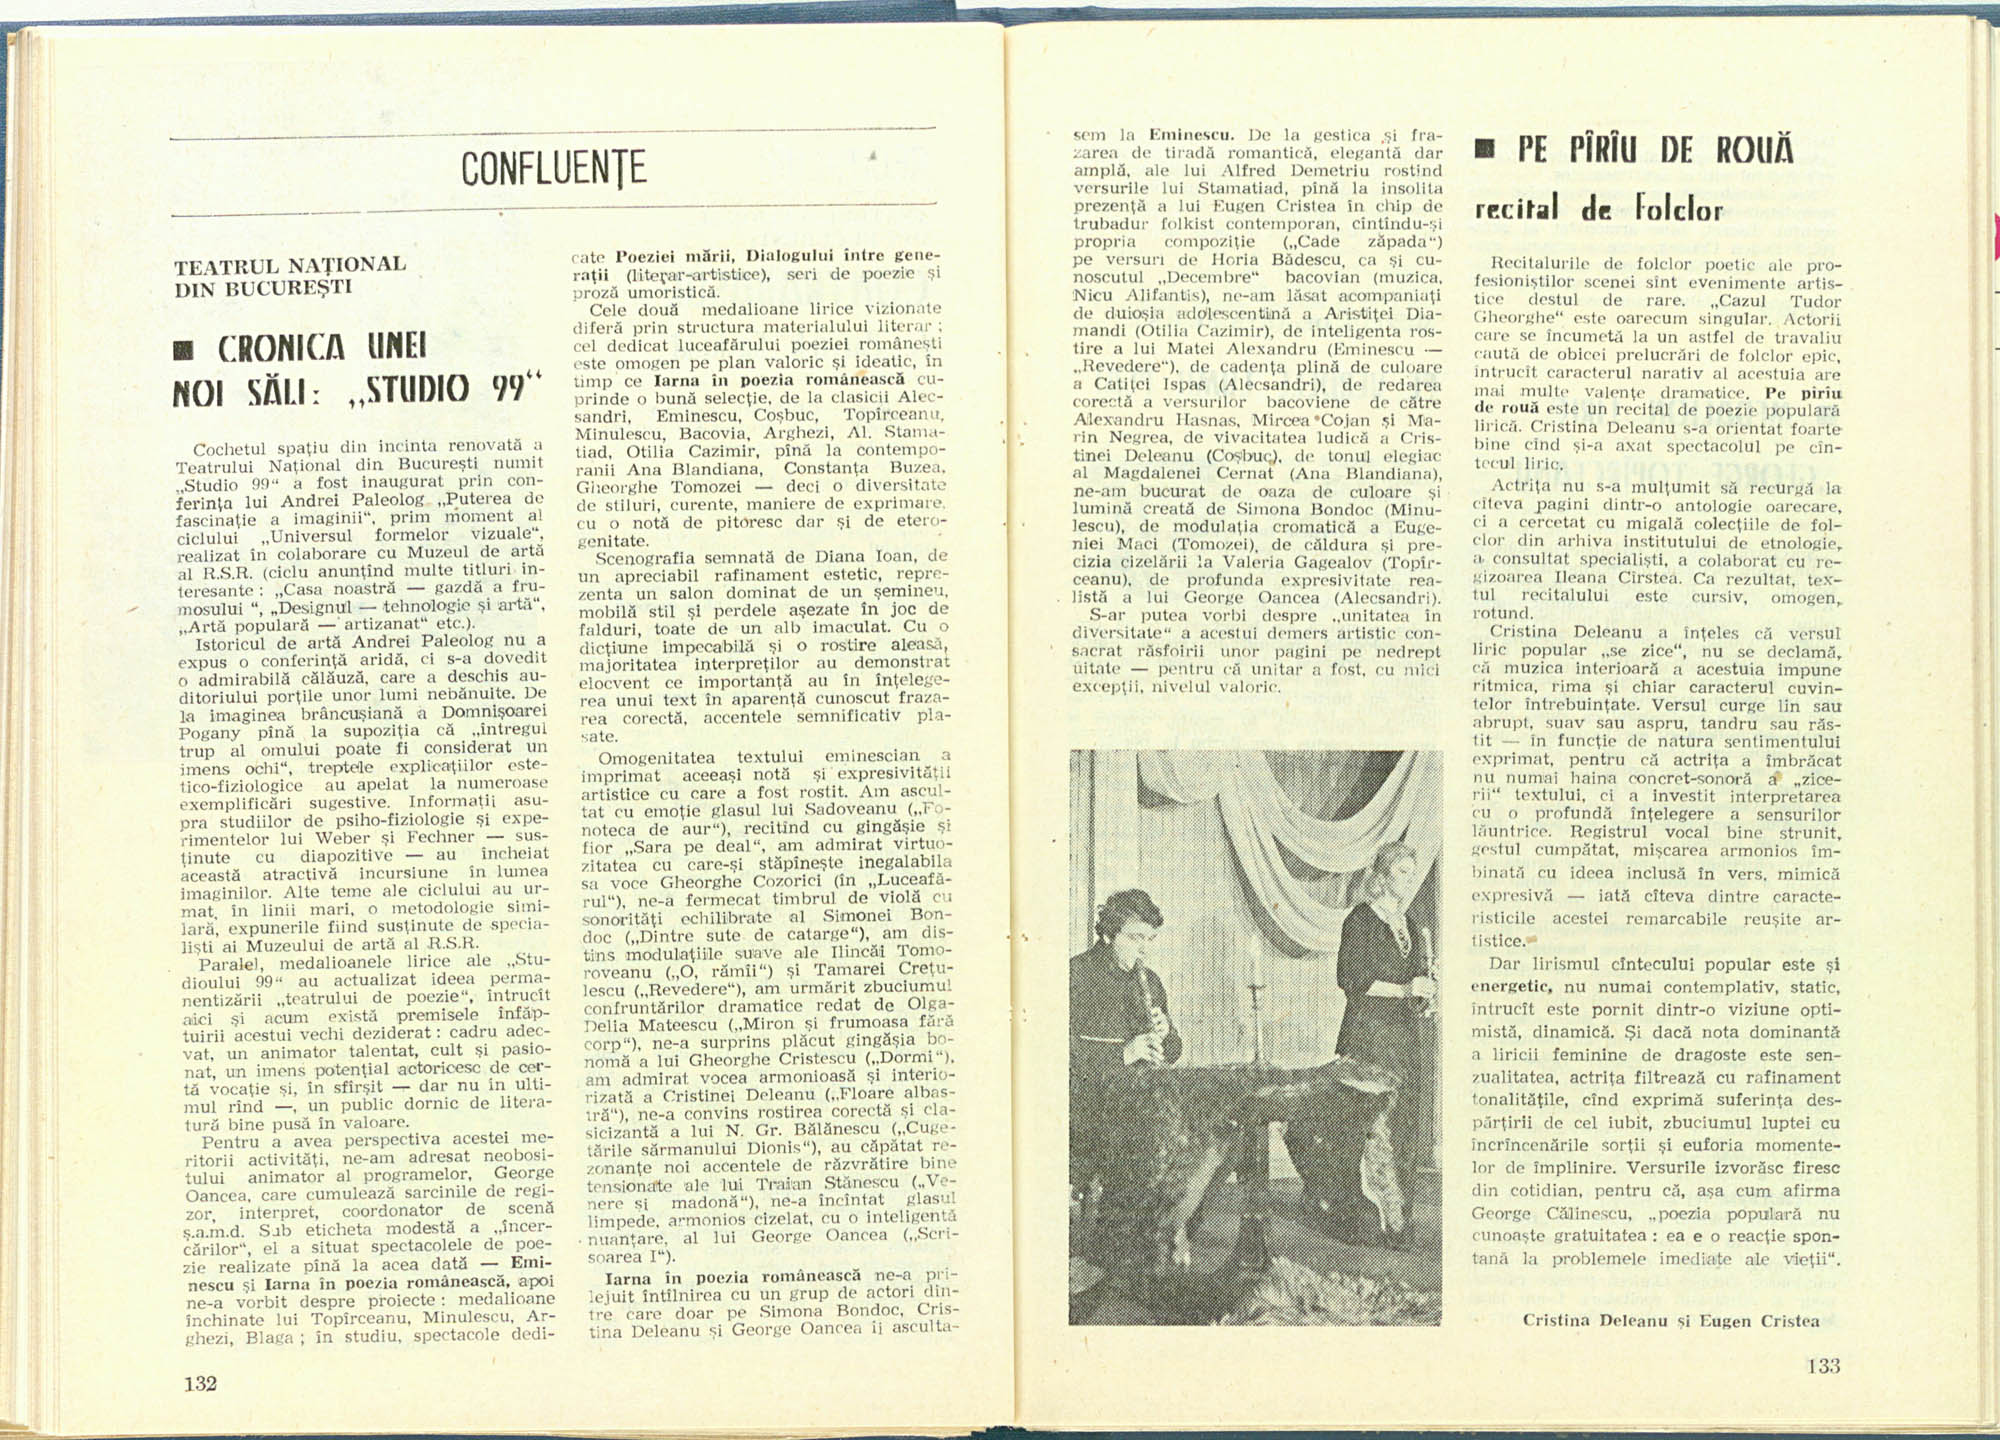 CONFLUENȚE
TEATRUL NAȚIONAL
DIN BUCUREȘTI
■ CRONICA UNEI
NOI SĂLI: „STUDIO 99“
Cochetul spațiu din incinta renovată a
Teatrului Național din București numit
„Studio 99“ a fost inaugurat prin con-
ferința lui Andrei Paleolog „Puterea de
fascinație a imaginii“, prim moment al
ciclului „Universul formelor vizuale“,
realizat în colaborare cu Muzeul de artă
al R.S.R. (ciclu anunțînd multe titluri in-
teresante : „Casa noastră — gazdă a fru-
mosului “, „Designul — tehnologie și artă“,
„Artă populară — artizanat“ etc.).
Istoricul de artă Andrei Paleolog nu a
expus o conferință aridă, ci s-a dovedit
o admirabilă călăuză, care a deschis au-
ditoriului porțile unor lumi nebănuite. De
la imaginea brâncușiană a Domnișoarei
Pogany pînă la supoziția că „întregul
trup al omului poate fi considerat un
imens ochi“, treptele explicațiilor este-
tico-fiziologice au apelat la numeroase
exemplificări sugestive. Informații asu-
pra studiilor de psiho-fiziologie și expe-
rimentelor lui Weber și Fechner — sus-
ținute cu diapozitive — au încheiat
această atractivă incursiune în lumea
imaginilor. Alte teme ale ciclului au ur-
mat, în linii mari, o metodologie simi-
lară, expunerile fiind susținute de specia-
liști ai Muzeului de artă al R.S.R.
Paralel, medalioanele lirice ale „Stu-
dioului 99“ au actualizat ideea perma-
nentizării „teatrului de poezie“, întrucît
aici și acum există premisele înfăp-
tuirii acestui vechi deziderat : cadru adec-
vat, un animator talentat, cult și pasio-
nat, un imens potențial actoricesc de cer-
tă vocație și, în sfîrșit — dar nu în ulti-
mul rînd —, un public dornic de litera-
tură bine pusă în valoare.
Pentru a avea perspectiva acestei me-
ritorii activități, ne-am adresat neobosi-
tului animator al programelor, George
Oancea, care cumulează sarcinile de regi-
zor, interpret, coordonator de scenă
ș.a.m.d. Sub eticheta modestă a „încer-
cărilor“, el a situat spectacolele de poe-
zie realizate pînă la acea dată — Emi-
nescu și Iarna în poezia românească, apoi
ne-a vorbit despre proiecte : medalioane
închinate lui Topîrceanu, Minulescu, Ar-
ghezi, Blaga ; în studiu, spectacole dedi-
132
cate Poeziei mării, Dialogului între gene-
rații (literar-artistice), seri de poezie și
proză umoristică.
Cele două medalioane lirice vizionate
diferă prin structura materialului literar ;
cel dedicat luceafărului poeziei românești
este omogen pe plan valoric și ideatic, în
timp ce Iarna în poezia românească cu-
prinde o bună selecție, de la clasicii Alec-
sandri, Eminescu, Coșbuc, Topîrceanu,
Minulescu, Bacovia, Arghezi, Al. Stama-
tiad, Otilia Cazimir, pînă la contempo-
ranii Ana Blandiana, Constanța Buzea,
Gheorghe Tomozei — deci o diversitate
de stiluri, curente, maniere de exprimare,
cu o notă de pitoresc dar și de etero-
genitate.
Scenografia semnată de Diana Ioan, de
un apreciabil rafinament estetic, repre-
zenta un salon dominat de un șemineu,
mobilă stil și perdele așezate în joc de
falduri, toate de un alb imaculat. Cu o
dicțiune impecabilă și o rostire aleasă,
majoritatea interpreților au demonstrat
elocvent ce importanță au în înțelege-
rea unui text în aparență cunoscut fraza-
rea corectă, accentele semnificativ pla-
sate.
Omogenitatea textului eminescian a
imprimat aceeași notă și expresivității
artistice cu care a fost rostit. Am ascul-
tat cu emoție glasul lui Sadoveanu („Fo-
noteca de aur“), recitînd cu gingășie și
fior „Sara pe deal“, am admirat virtuo-
zitatea cu care-și stăpînește inegalabila
sa voce Gheorghe Cozorici (în „Luceafă-
rul“), ne-a fermecat timbrul de violă cu
sonorități echilibrate al Simonei Bon-
doc („Dintre sute de catarge“), am dis-
tins modulațiile suave ale Ilincăi Tomo-
roveanu („O, rămîi“) și Tamarei Crețu-
lescu („Revedere“), am urmărit zbuciumul
confruntărilor dramatice redat de Olga-
Delia Mateescu („Miron și frumoasa fără
corp“), ne-a surprins plăcut gingășia bo-
nomă a lui Gheorghe Cristescu („Dormi“),
am admirat vocea armonioasă și interio-
rizată a Cristinei Deleanu („Floare albas-
tră“), ne-a convins rostirea corectă și cla-
sicizantă a lui N. Gr. Bălănescu („Cuge-
tările sărmanului Dionis“), au căpătat re-
zonanțe noi accentele de răzvrătire bine
tensionate ale lui Traian Stănescu („Ve-
nere și madonă“), ne-a încîntat glasul
limpede, armonios cizelat, cu o inteligentă
nuanțare, al lui George Oancea („Scri-
soarea I“).
Iarna în poezia românească ne-a pri-
lejuit întîlnirea cu un grup de actori din-
tre care doar pe Simona Bondoc, Cris-
tina Deleanu și George Oancea îi asculta-
sem la Eminescu. De la gestica și fra-
zarea de tiradă romantică, elegantă dar
amplă, ale lui Alfred Demetriu rostind
versurile lui Stamatiad, pînă la insolita
prezență a lui Eugen Cristea în chip de
trubadur folkist contemporan, cîntîndu-și
propria compoziție („Cade zăpada“)
pe versuri de Horia Bădescu, ca și cu-
noscutul „Decembre“ bacovian (muzica,
Nicu Alifantis), ne-am lăsat acompaniați
de duioșia adolescentină a Aristiței Dia-
mandi (Otilia Cazimir), de inteligenta ros-
tire a lui Matei Alexandru (Eminescu —
„Revedere“), de cadența plină de culoare
a Catiței Ispas (Alecsandri), de redarea
corectă a versurilor bacoviene de către
Alexandru Hasnas, Mircea Cojan și Ma-
rin Negrea, de vivacitatea ludică a Cris-
tinei Deleanu (Coșbuc), de tonul elegiac
al Magdalenei Cernat (Ana Blandiana),
ne-am bucurat de oaza de culoare și
lumină creată de Simona Bondoc (Minu-
lescu), de modulația cromatică a Euge-
niei Maci (Tomozei), de căldura și pre-
cizia cizelării la Valeria Gagealov (Topîr-
ceanu), de profunda expresivitate rea-
listă a lui George Oancea (Alecsandri).
S-ar putea vorbi despre „unitatea în
diversitate“ a acestui demers artistic con-
sacrat răsfoirii unor pagini pe nedrept
uitate — pentru că unitar a fost, cu mici
excepții, nivelul valoric.
■ PE PÎRÎU DE ROUĂ
recital de folclor
Recitalurile de folclor poetic ale pro-
fesioniștilor scenei sînt evenimente artis-
tice destul de rare. „Cazul Tudor
Gheorghe“ este oarecum singular. Actorii
care se încumetă la un astfel de travaliu
caută de obicei prelucrări de folclor epic,
întrucît caracterul narativ al acestuia are
mai multe valențe dramatice. Pe pirîu
de rouă este un recital de poezie populară
lirică. Cristina Deleanu s-a orientat foarte
bine cînd și-a axat spectacolul pe cîn-
tecul liric.
Actrița nu s-a mulțumit să recurgă la
cîteva pagini dintr-o antologie oarecare,
ci a cercetat cu migală colecțiile de fol-
clor din arhiva institutului de etnologie,
a consultat specialiști, a colaborat cu re-
gizoarea Ileana Cîrstea. Ca rezultat, tex-
tul recitalului este cursiv, omogen,
rotund.
Cristina Deleanu a înțeles că versul
liric popular „se zice“, nu se declamă,
că muzica interioară a acestuia impune
ritmica, rima și chiar caracterul cuvin-
telor întrebuințate. Versul curge lin sau
abrupt, suav sau aspru, tandru sau răs-
tit — în funcție de natura sentimentului
exprimat, pentru că actrița a îmbrăcat
nu numai haina concret-sonoră a „zice-
rii“ textului, ci a investit interpretarea
cu o profundă înțelegere a sensurilor
lăuntrice. Registrul vocal bine strunit,
gestul cumpătat, mișcarea armonios îm-
binată cu ideea inclusă în vers, mimică
expresivă — iată cîteva dintre caracte-
risticile acestei remarcabile reușite ar-
tistice.
Dar lirismul cîntecului popular este și
energetic, nu numai contemplativ, static,
întrucît este pornit dintr-o viziune opti-
mistă, dinamică. Și dacă nota dominantă
a liricii feminine de dragoste este sen-
zualitatea, actrița filtrează cu rafinament
tonalitățile, cînd exprimă suferința des-
părțirii de cel iubit, zbuciumul luptei cu
încrîncenările sorții și euforia momente-
lor de împlinire. Versurile izvorăsc firesc
din cotidian, pentru că, așa cum afirma
George Călinescu, „poezia populară nu
cunoaște gratuitatea : ea e o reacție spon-
tană la problemele imediate ale vieții“.
Cristina Deleanu și Eugen Cristea
133